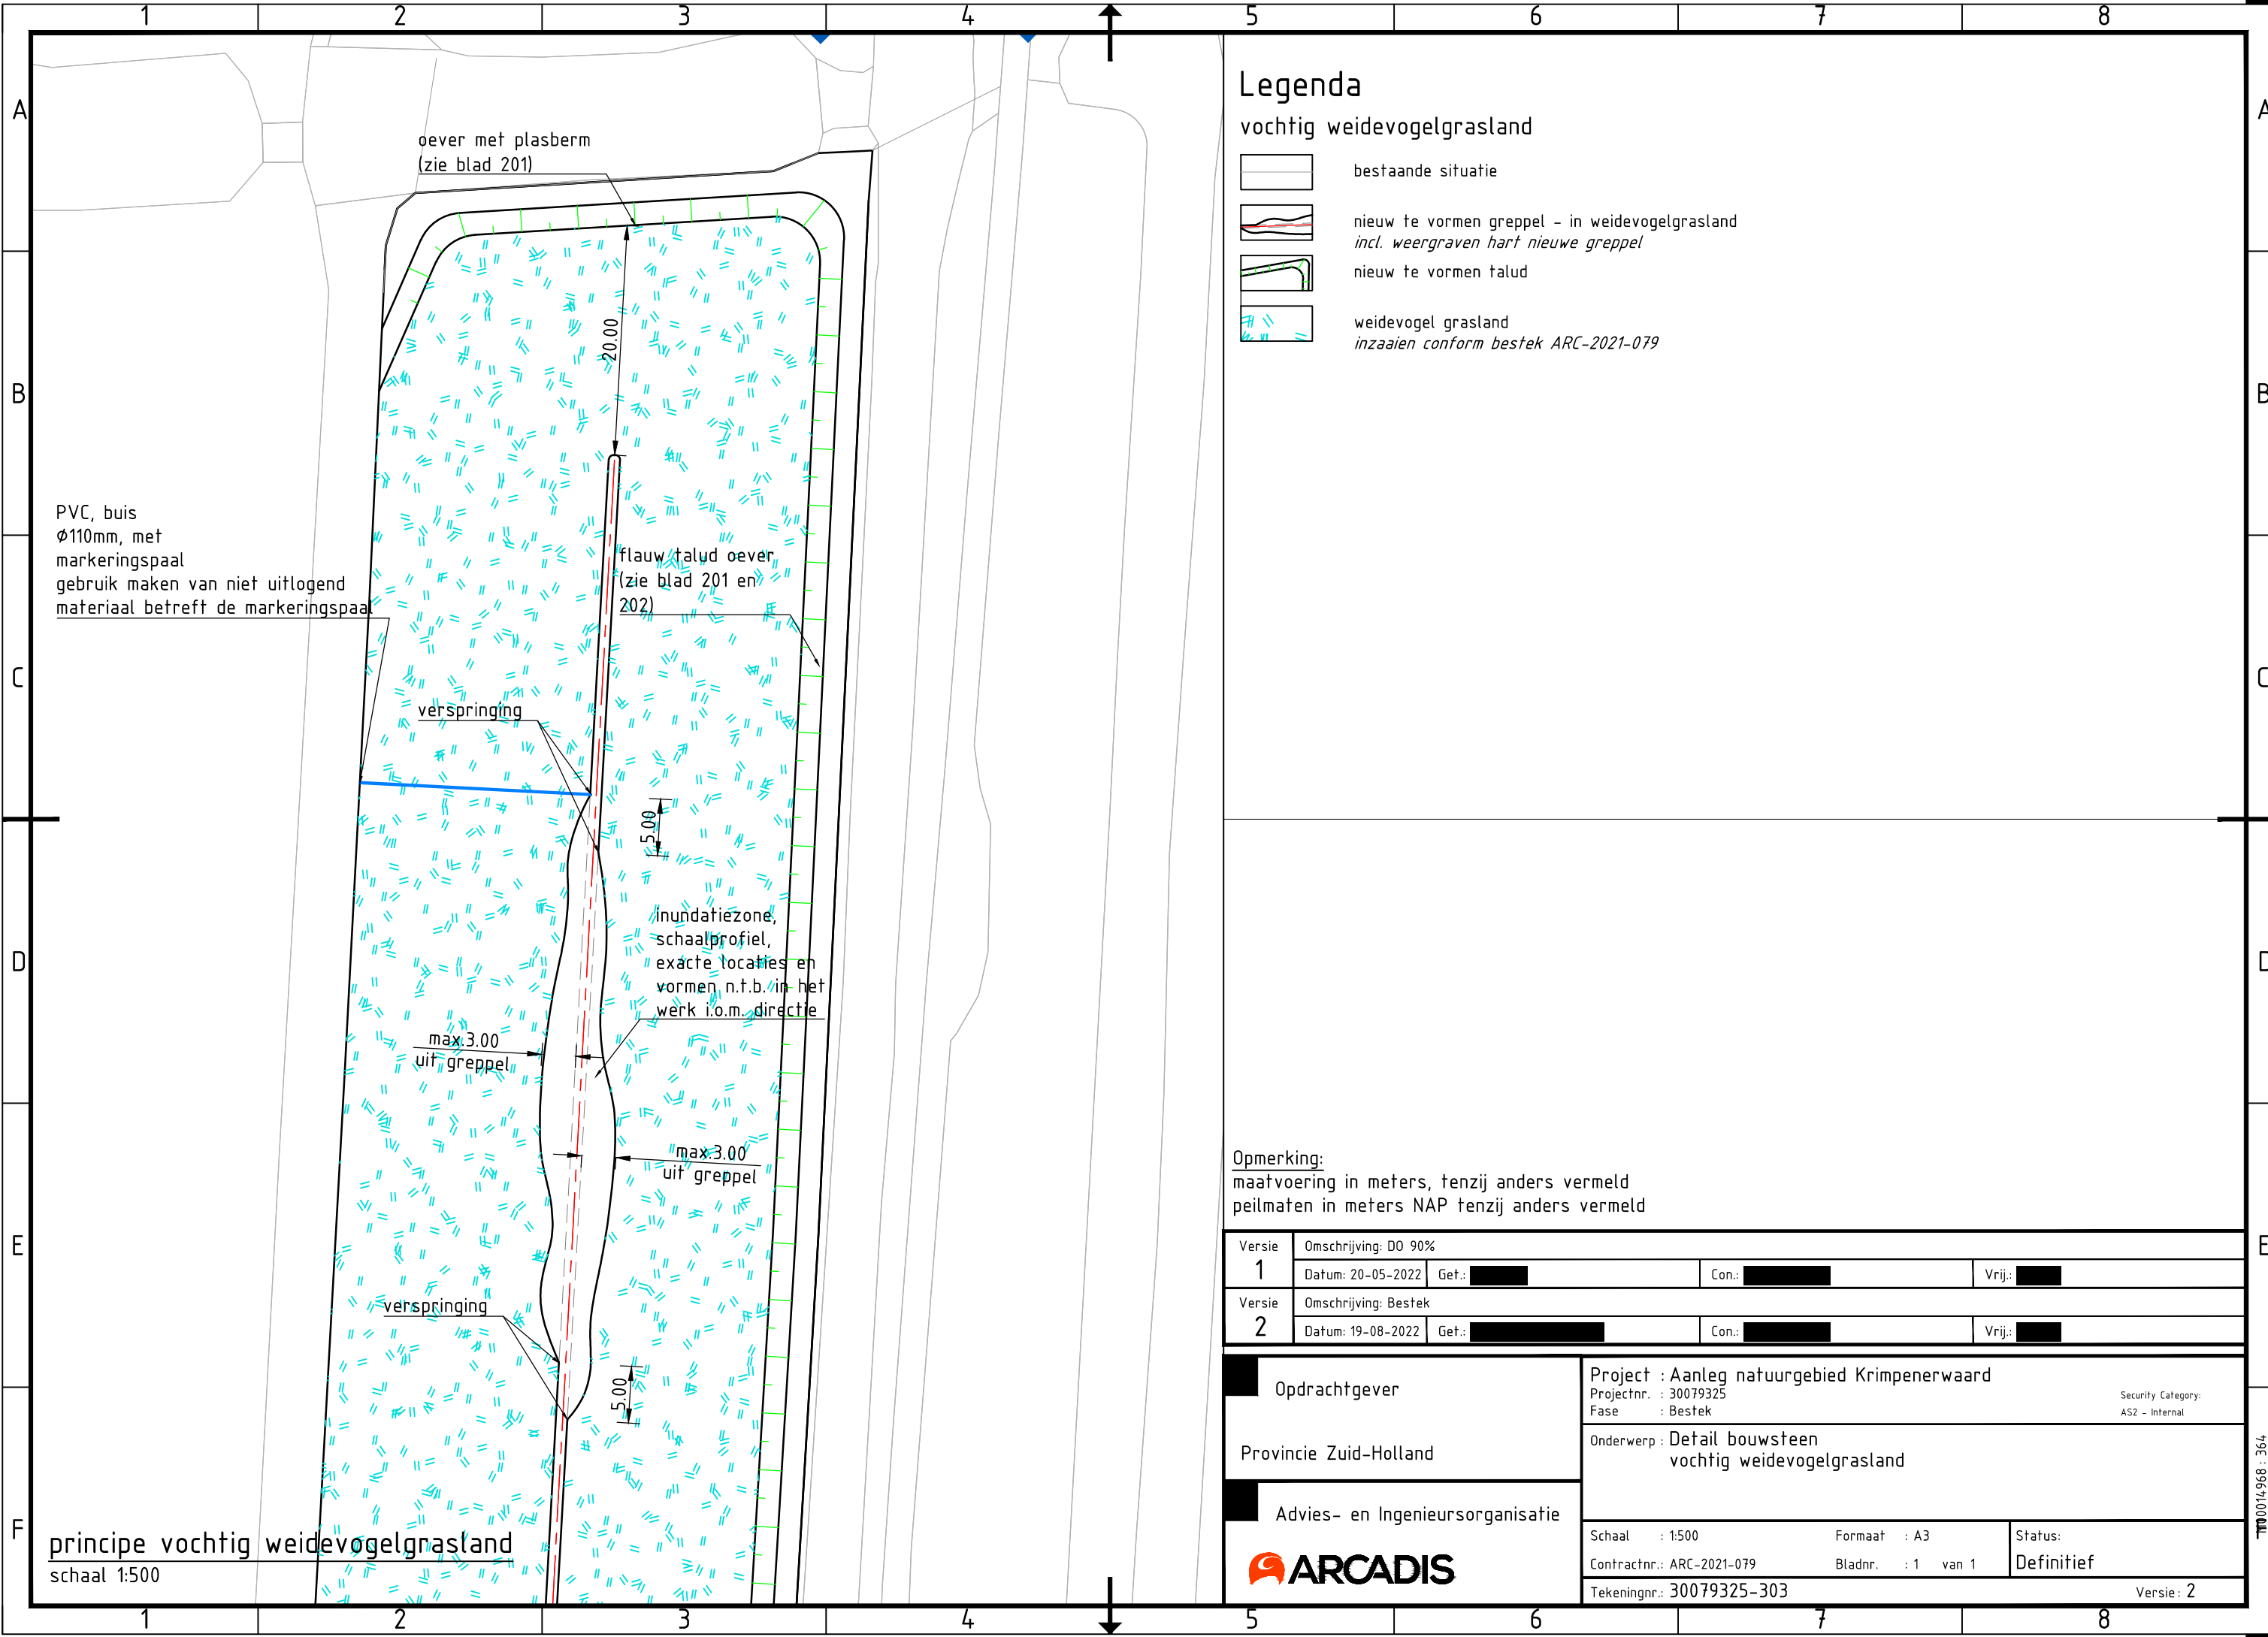 1 2 3 4 5 6 7 8
A
B
C
D
E
F
A
B
C
D
E
oever met plasberm
(zie blad 201)
20.00
PVC, buis
Ø110mm, met
markeringspaal
gebruik maken van niet uitlogend
materiaal betreft de markeringspaal
flauw talud oever
(zie blad 201 en
202)
verspringing
5.00
inundatiezone,
schaalprofiel,
exacte locaties en
vormen n.t.b. in het
werk i.o.m. directie
max.3.00
uit greppel
max.3.00
uit greppel
verspringing
5.00
principe vochtig weidevogelgrasland
schaal 1:500
Legenda
vochtig weidevogelgrasland
bestaande situatie
nieuw te vormen greppel - in weidevogelgrasland
incl. weergraven hart nieuwe greppel
nieuw te vormen talud
weidevogel grasland
inzaaien conform bestek ARC-2021-079
Opmerking:
maatvoering in meters, tenzij anders vermeld
peilmaten in meters NAP tenzij anders vermeld
Versie 1 Omschrijving: DO 90%
Datum: 20-05-2022 Get.: Con.: Vrij.:
Versie 2 Omschrijving: Bestek
Datum: 19-08-2022 Get.: Con.: Vrij.:
Opdrachtgever
Provincie Zuid-Holland
Advies- en Ingenieursorganisatie
ARCADIS
Project : Aanleg natuurgebied Krimpenerwaard
Projectnr. : 30079325
Fase : Bestek
Security Category:
AS2 - Internal
Onderwerp : Detail bouwsteen
vochtig weidevogelgrasland
Schaal : 1:500 Formaat : A3 Status:
Contractnr.: ARC-2021-079 Bladnr. : 1 van 1 Definitief
Tekeningnr.: 30079325-303 Versie: 2
1 2 3 4 5 6 7 8